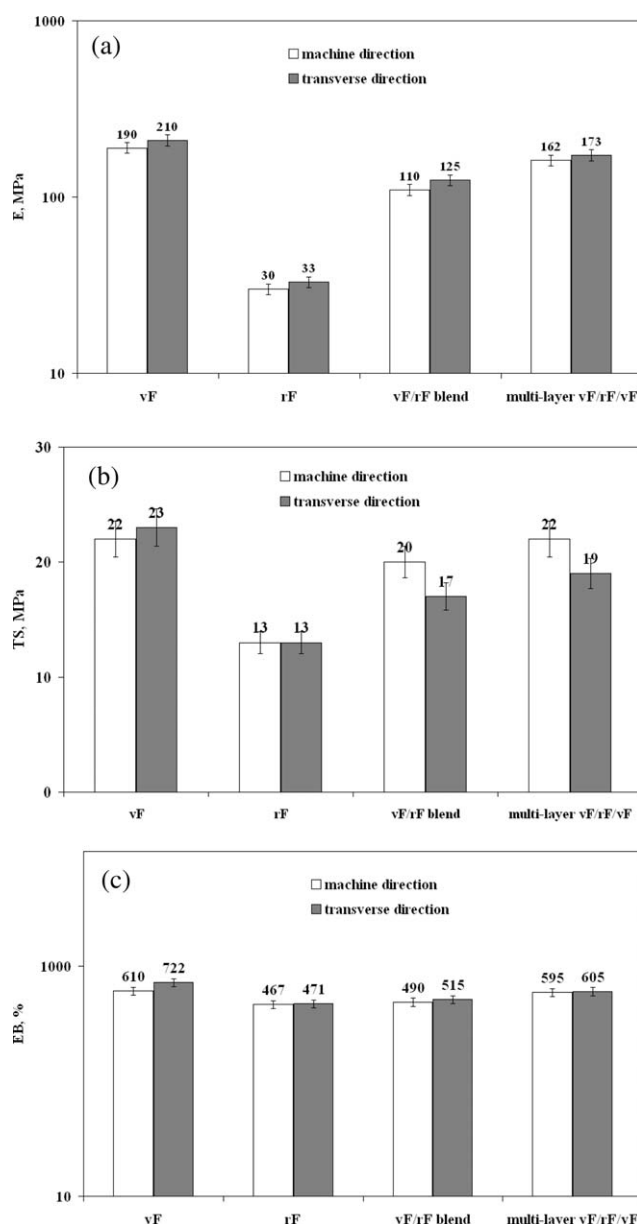 (a)
1000
machine direction
transverse direction
190
210
30
33
110
125
162
173
100
E, MPa
10
vF
rF
vF/rF blend
multi-layer vF/rF/vF
(b)
30
machine direction
transverse direction
22
23
13
13
20
17
22
19
20
TS, MPa
10
0
vF
rF
vF/rF blend
multi-layer vF/rF/vF
(c)
machine direction
transverse direction
1000
610
722
467
471
490
515
595
605
EB, %
10
vF
rF
vF/rF blend
multi-layer vF/rF/vF